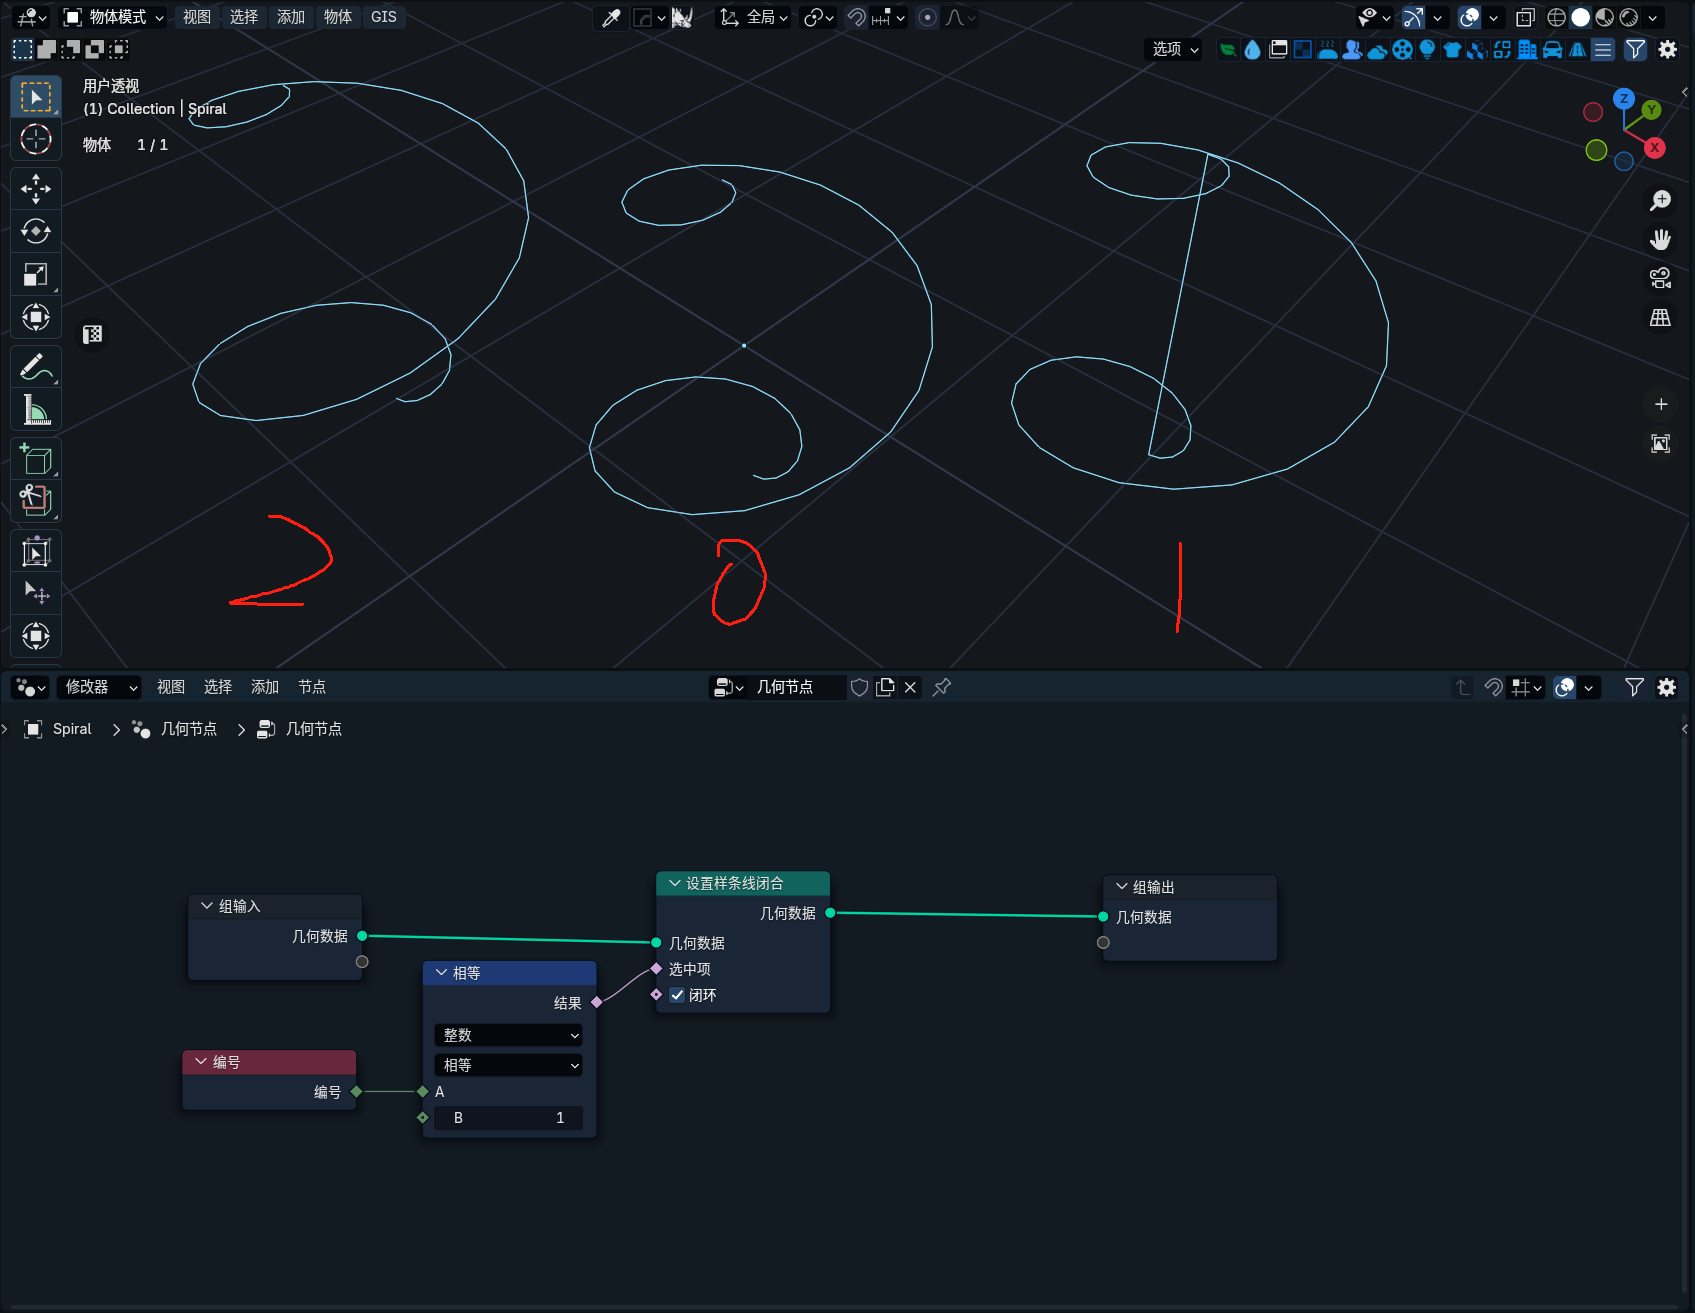 物体模式 视图 选择 添加 物体 GIS 全局
选项
用户透视
(1) Collection | Spiral
物体 1 / 1
Z
Y
X
2 0 1
修改器 视图 选择 添加 节点 几何节点
Spiral 几何节点 几何节点
组输入
几何数据
编号
编号
相等
结果
整数
相等
A
B 1
设置样条线闭合
几何数据
几何数据
选中项
闭环
组输出
几何数据